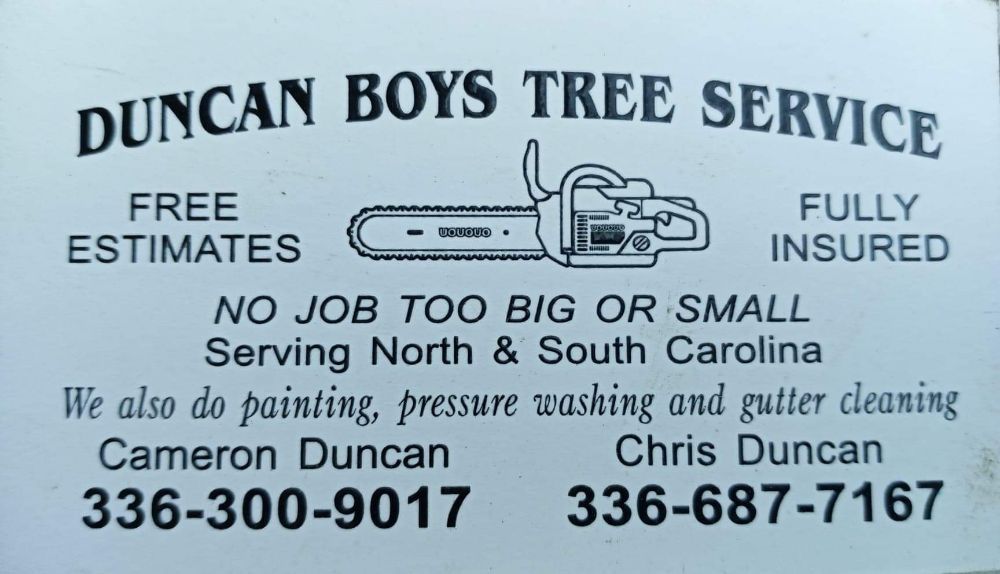 DUNCAN BOYS TREE SERVICE
FREE
ESTIMATES
FULLY
INSURED
NO JOB TOO BIG OR SMALL
Serving North & South Carolina
We also do painting, pressure washing and gutter cleaning
Cameron Duncan
336-300-9017
Chris Duncan
336-687-7167